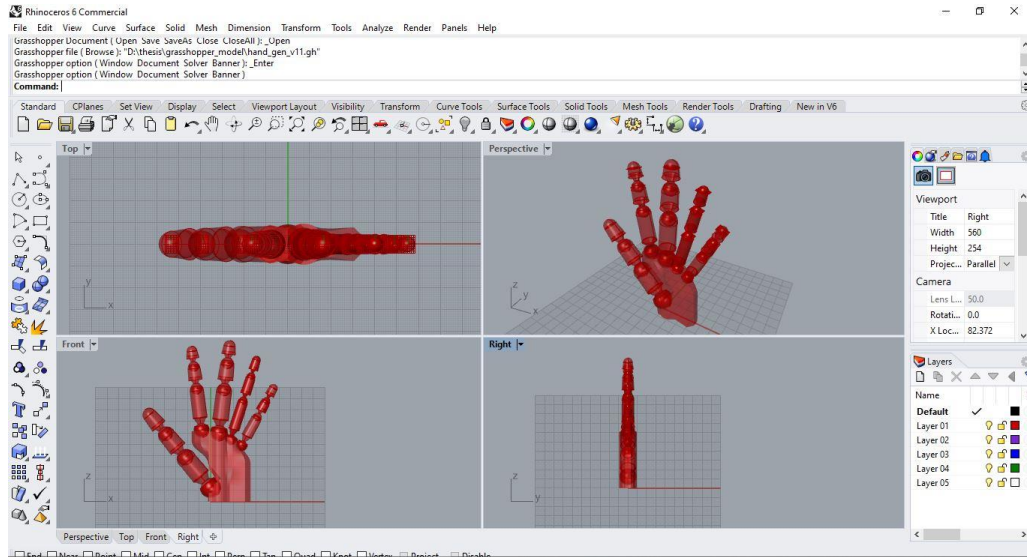 Rhinoceros 6 Commercial
File Edit View Curve Surface Solid Mesh Dimension Transform Tools Analyze Render Panels Help
Grasshopper Document ( Open Save SaveAs Close CloseAll ): _Open
Grasshopper file ( Browse ): "D:\thesis\grasshopper_model\hand_gen_v11.gh"
Grasshopper option ( Window Document Solver Banner ): _Enter
Grasshopper option ( Window Document Solver Banner )
Command:
Standard CPlanes Set View Display Select Viewport Layout Visibility Transform Curve Tools Surface Tools Solid Tools Mesh Tools Render Tools Drafting New in V6
Top
y
x
Perspective
z
y
x
Front
z
x
Right
z
y
Viewport
Title Right
Width 560
Height 254
Projec... Parallel
Camera
Lens L... 50.0
Rotati... 0.0
X Loc... 82.372
Layers
Name
Default
Layer 01
Layer 02
Layer 03
Layer 04
Layer 05
Perspective Top Front Right
End Near Point Mid Cen Int Perp Tan Quad Knot Vertex Project Disable